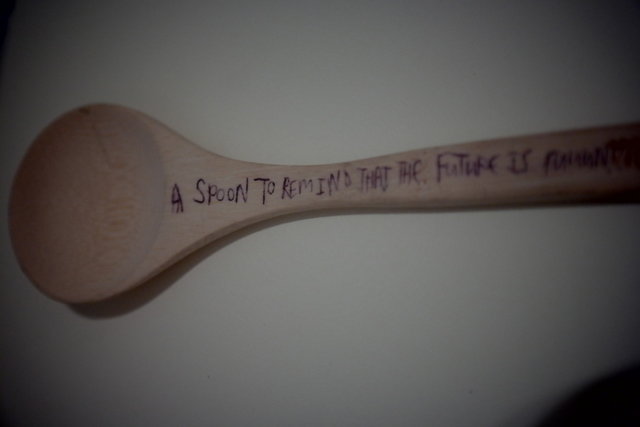 A SPOON TO REMIND THAT THE FUTURE IS